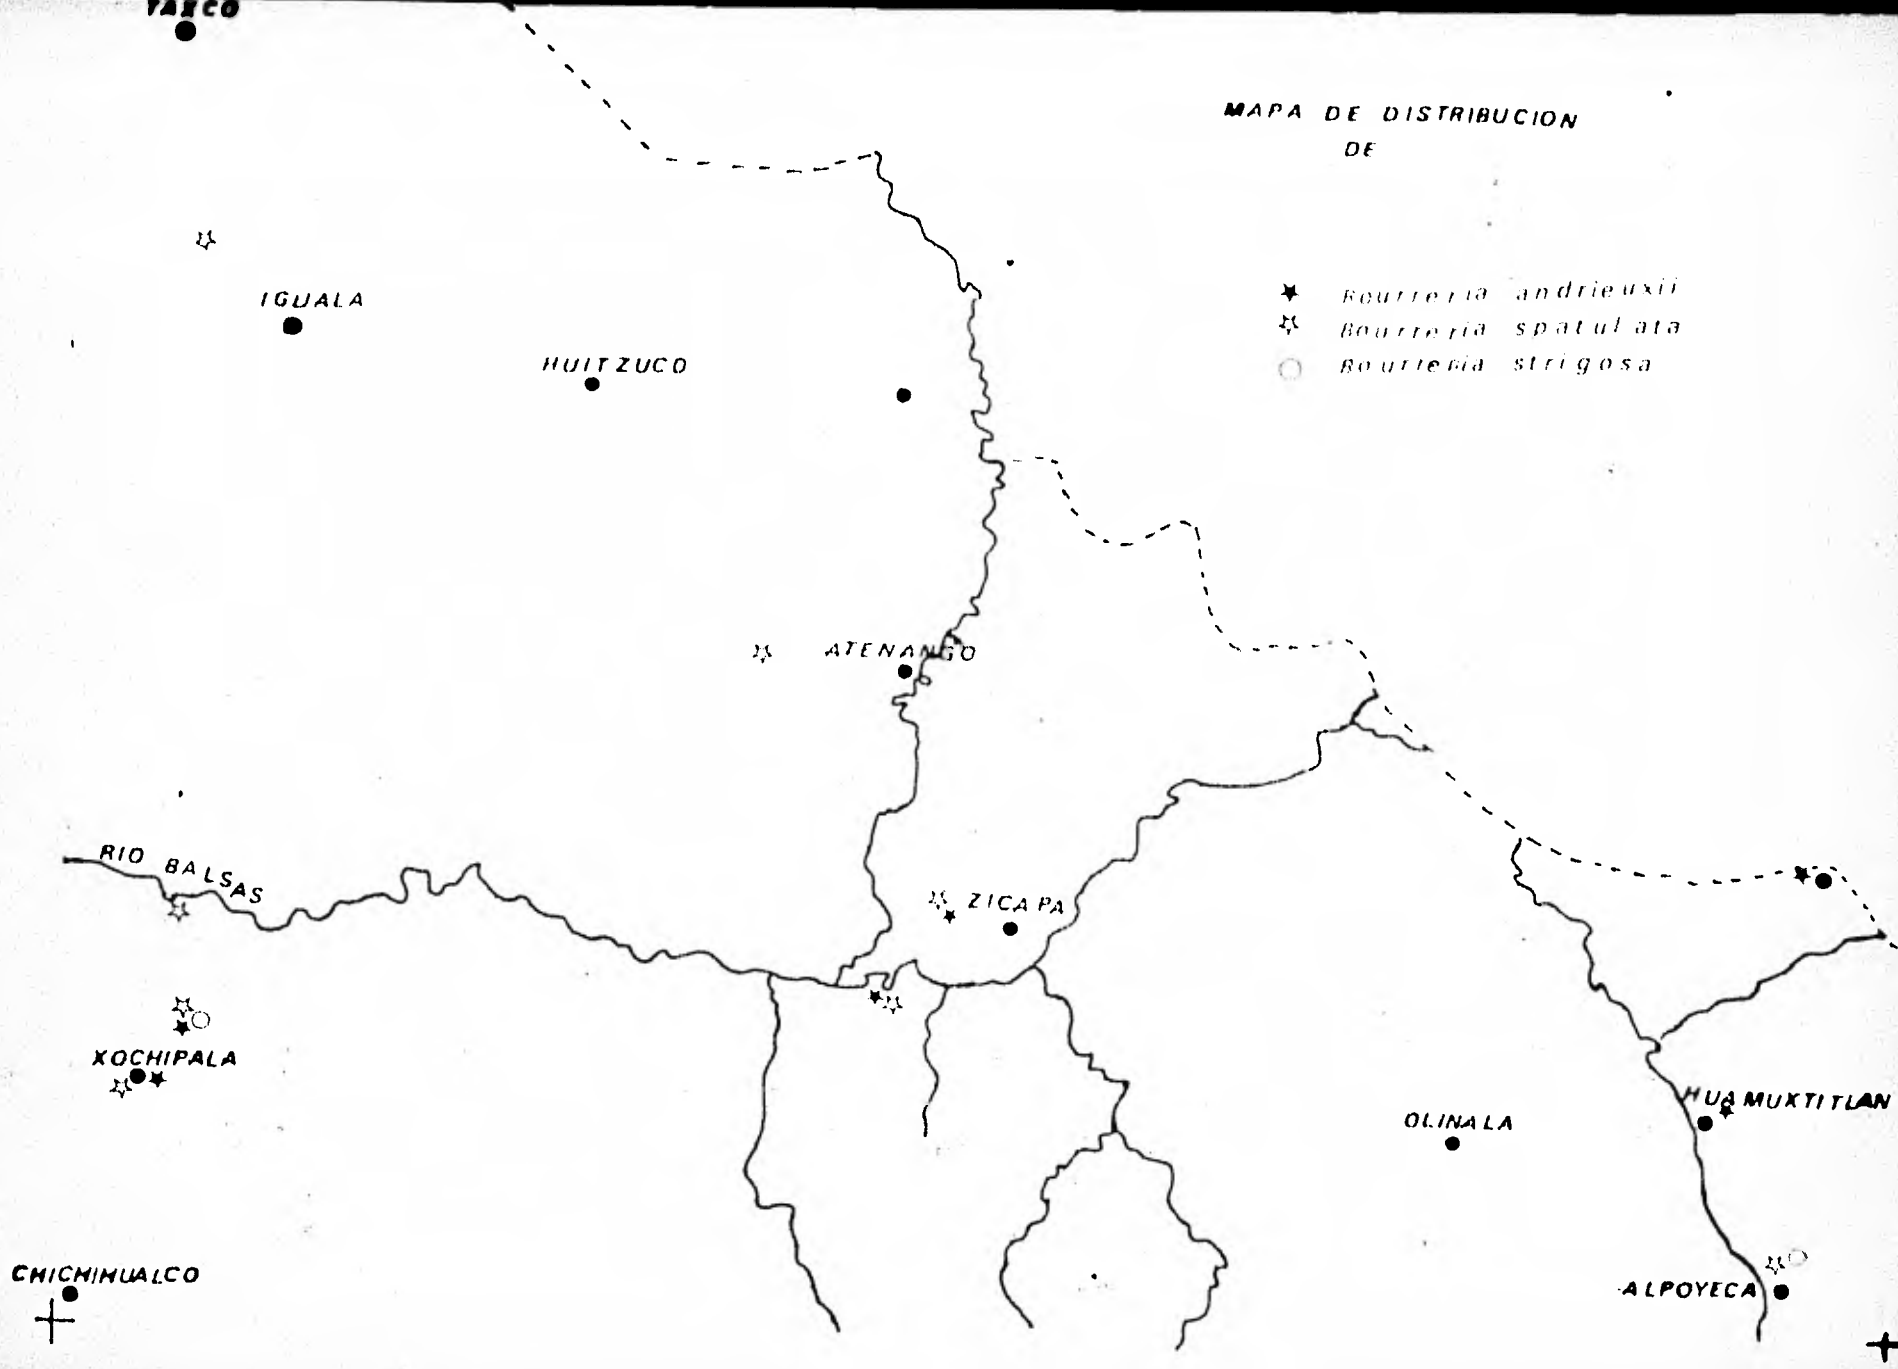 TAXCO
MAPA DE DISTRIBUCION
DE
IGUALA
HUITZUCO
Bourreria andrieuxii
Bourreria spatulata
Bourreria strigosa
ATENANGO
RIO BALSAS
ZICAPA
XOCHIPALA
HUAMUXTITLAN
OLINALA
CHICHIHUALCO
ALPOYECA